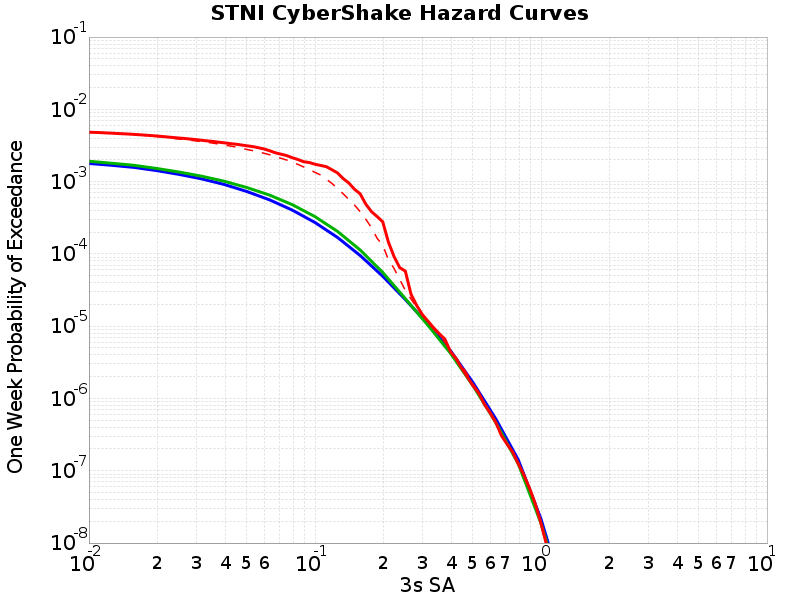 STNI CyberShake Hazard Curves
One Week Probability of Exceedance
10^-1
10^-2
10^-3
10^-4
10^-5
10^-6
10^-7
10^-8
10^-2 2 3 4 5 6 10^-1 2 3 4 5 6 7 10^0 2 3 4 5 6 7 10^1
3s SA